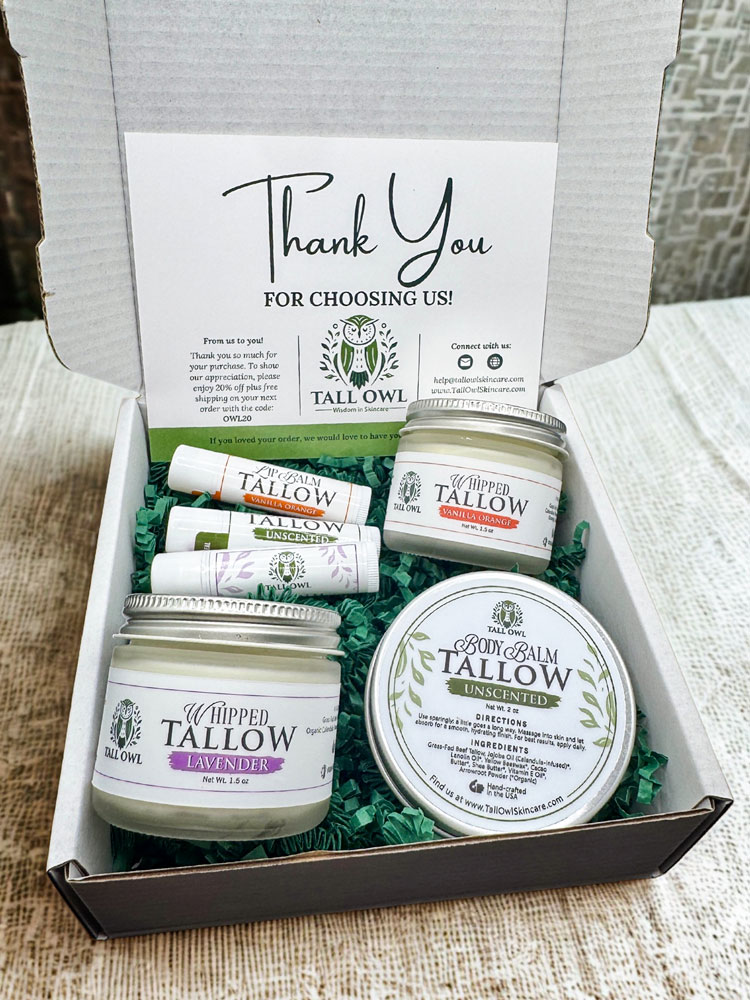 Thank You
FOR CHOOSING US!
From us to you!
Thank you so much for
your purchase. To show
our appreciation, please
enjoy 20% off plus free
shipping on your next
order with the code:
OWL20
TALL OWL
Wisdom in Skincare
Connect with us:
help@tallowlskincare.com
www.TallOwlSkincare.com
If you loved your order, we would love to have you
LIP BALM
TALLOW
VANILLA ORANGE
TALLOW
UNSCENTED
TALL OWL
TALL OWL
WHIPPED
TALLOW
VANILLA ORANGE
Net Wt. 1.5 oz
TALL OWL
WHIPPED
TALLOW
LAVENDER
Net Wt. 1.5 oz
TALL OWL
BODY BALM
TALLOW
UNSCENTED
Net Wt. 2 oz
DIRECTIONS
Use sparingly; a little goes a long way. Massage into skin and let
absorb for a smooth, hydrating finish. For best results, apply daily.
INGREDIENTS
Grass-Fed Beef Tallow, Jojoba Oil (Calendula-Infused)*,
Lanolin Oil*, Yellow Beeswax*, Cacao
Butter*, Shea Butter*, Vitamin E Oil*,
Arrowroot Powder (*Organic)
Hand-crafted
in the USA
Find us at www.TallOwlSkincare.com